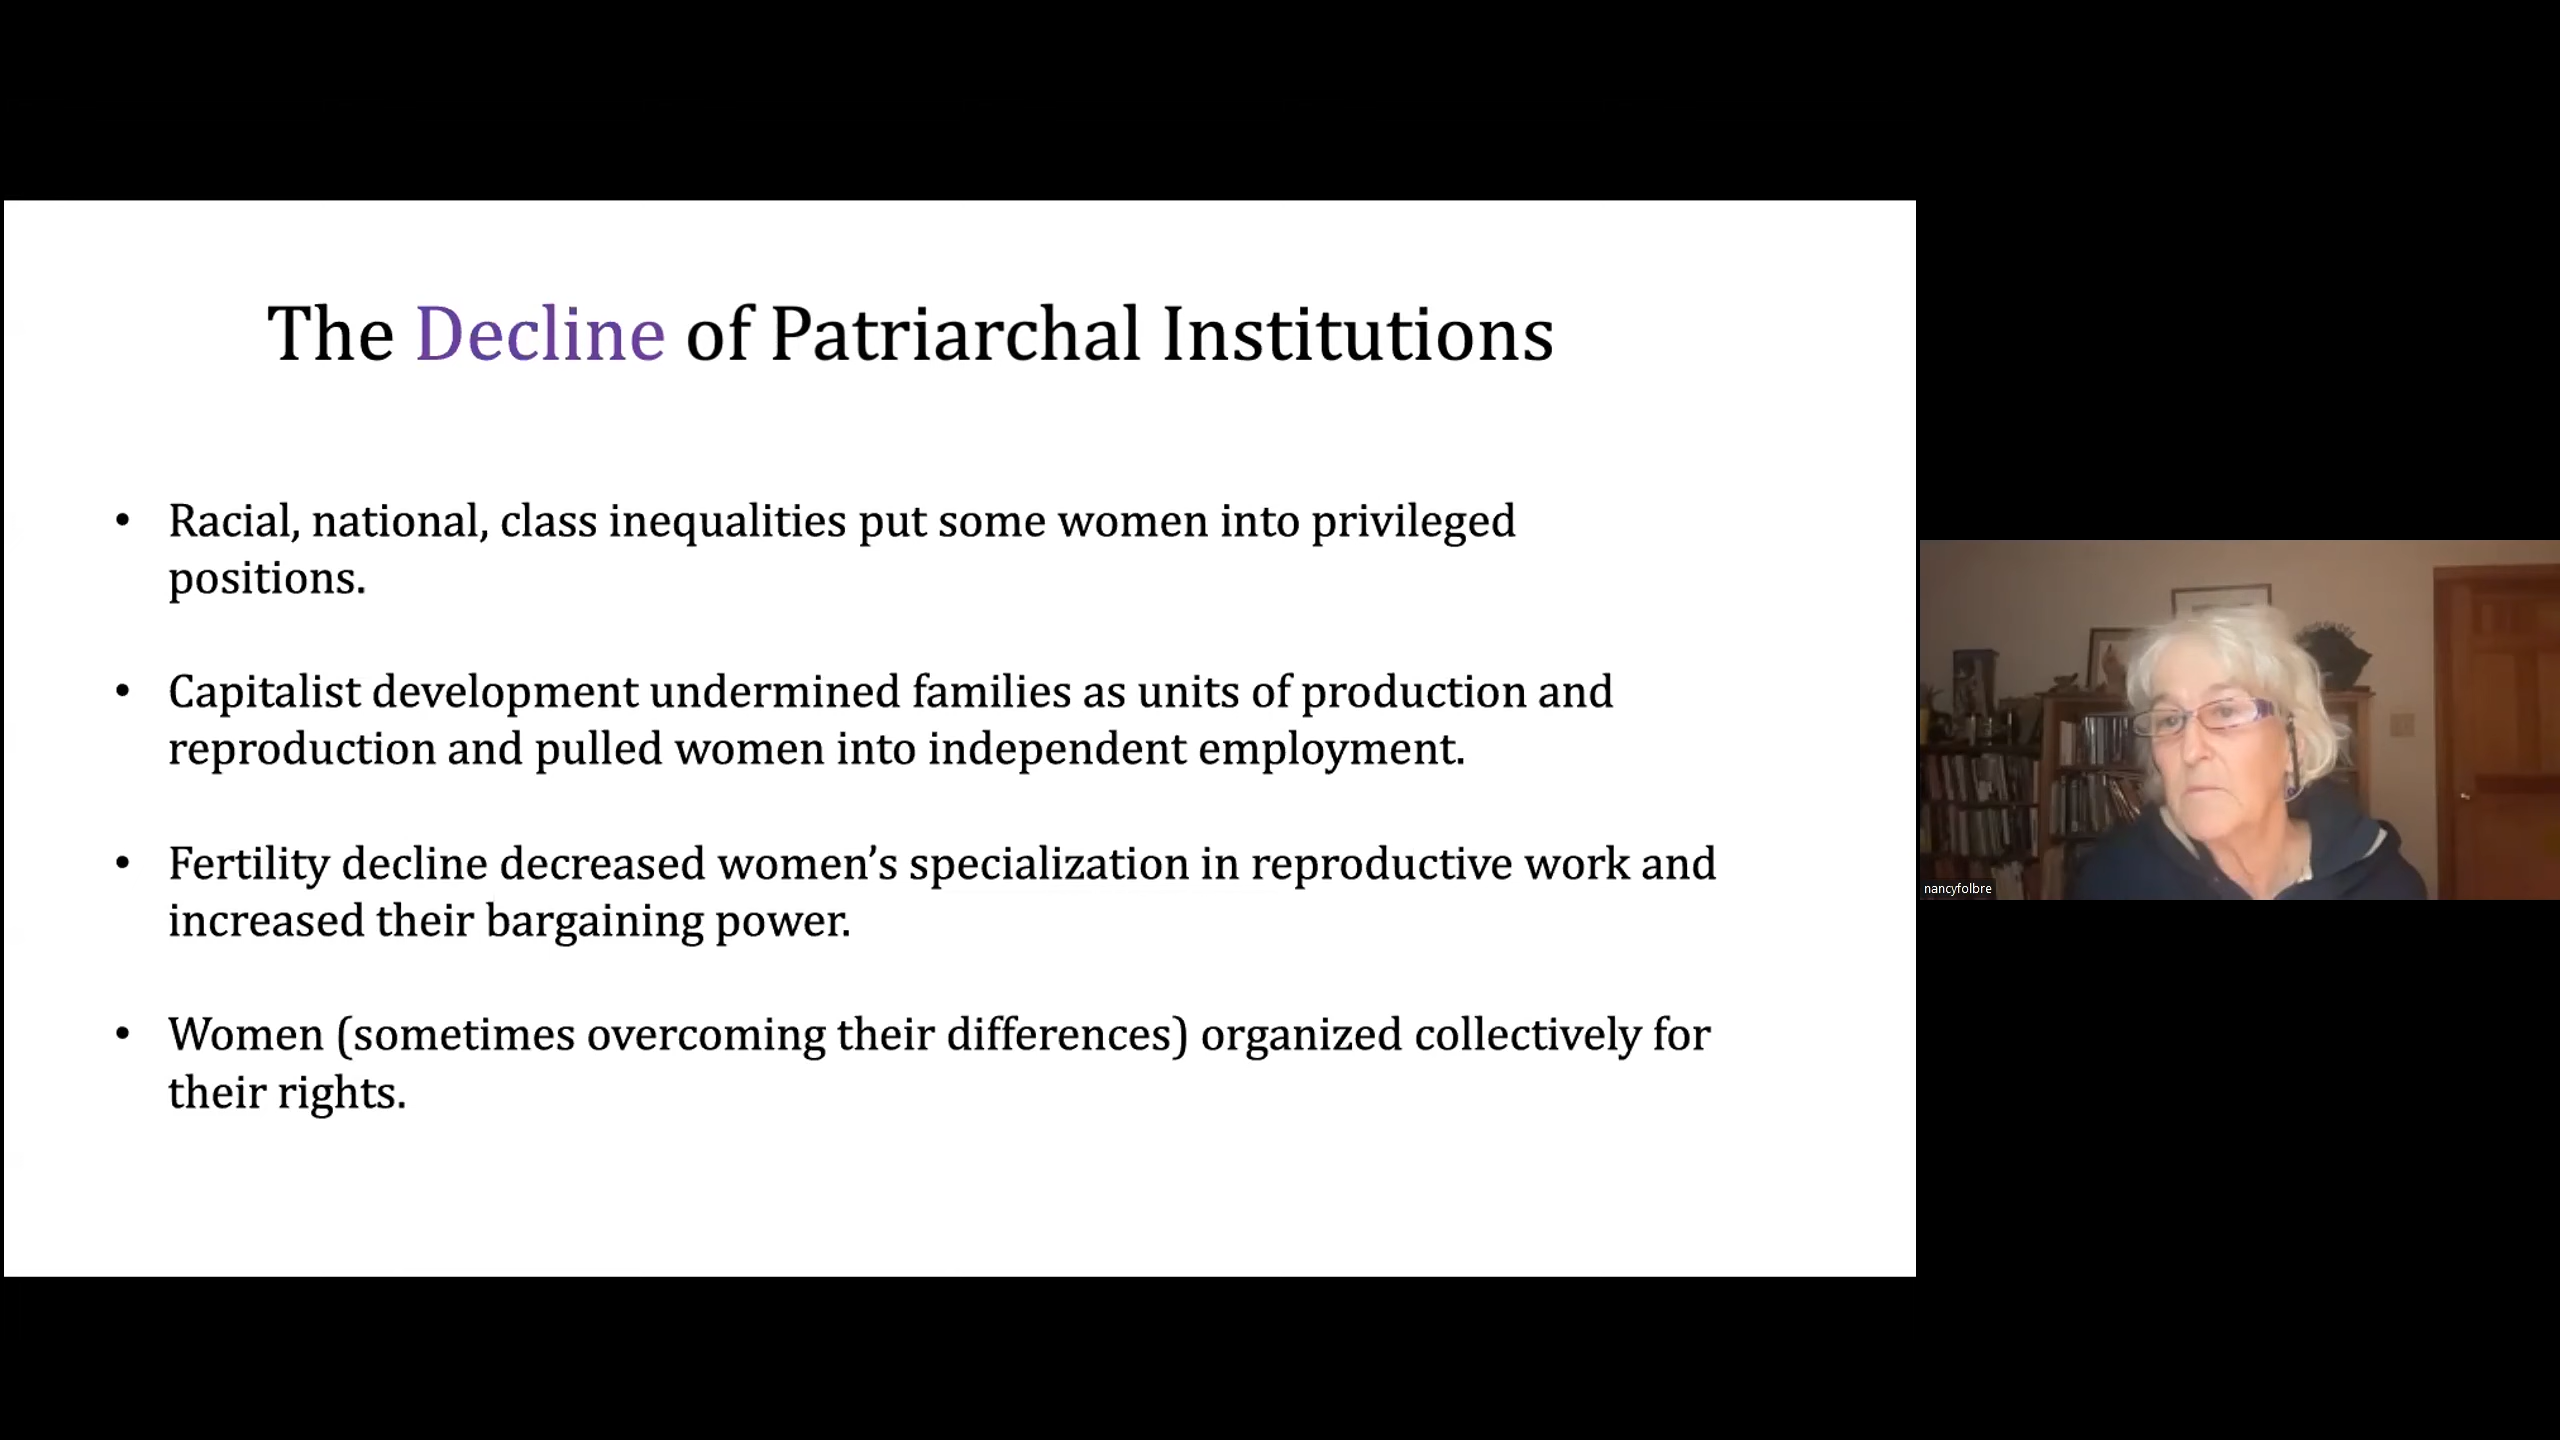 The Decline of Patriarchal Institutions
• Racial, national, class inequalities put some women into privileged
positions.
• Capitalist development undermined families as units of production and
reproduction and pulled women into independent employment.
• Fertility decline decreased women’s specialization in reproductive work and
increased their bargaining power.
• Women (sometimes overcoming their differences) organized collectively for
their rights.
nancyfolbre